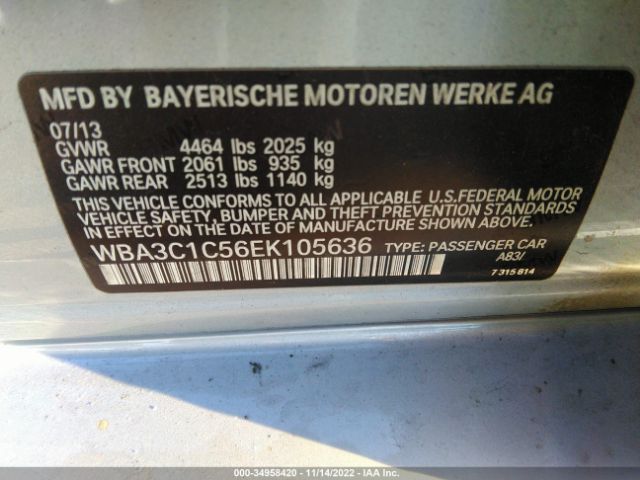 MFD BY BAYERISCHE MOTOREN WERKE AG
07/13
GVWR 4464 lbs 2025 kg
GAWR FRONT 2061 lbs 935 kg
GAWR REAR 2513 lbs 1140 kg
THIS VEHICLE CONFORMS TO ALL APPLICABLE U.S.FEDERAL MOTOR
VEHICLE SAFETY, BUMPER AND THEFT PREVENTION STANDARDS
IN EFFECT ON THE DATE OF MANUFACTURE SHOWN ABOVE.
WBA3C1C56EK105636 TYPE: PASSENGER CAR
A83/
7315814
000-34958420 - 11/14/2022 - IAA Inc.